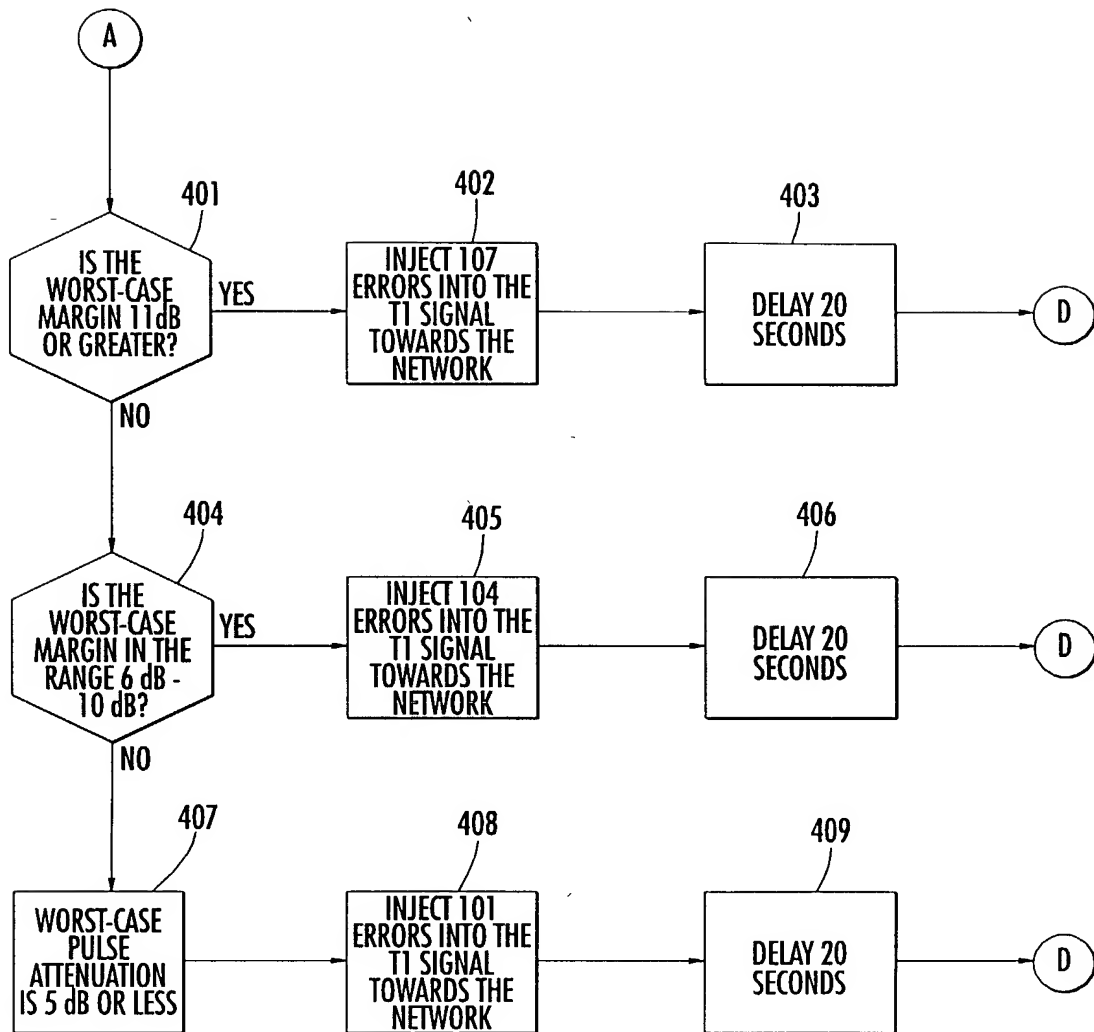 A
401
IS THE
WORST-CASE
MARGIN 11dB
OR GREATER?
YES
NO
402
INJECT 107
ERRORS INTO THE
T1 SIGNAL
TOWARDS THE
NETWORK
403
DELAY 20
SECONDS
D
404
IS THE
WORST-CASE
MARGIN IN THE
RANGE 6 dB -
10 dB?
YES
NO
405
INJECT 104
ERRORS INTO THE
T1 SIGNAL
TOWARDS THE
NETWORK
406
DELAY 20
SECONDS
D
407
WORST-CASE
PULSE
ATTENUATION
IS 5 dB OR LESS
408
INJECT 101
ERRORS INTO THE
T1 SIGNAL
TOWARDS THE
NETWORK
409
DELAY 20
SECONDS
D